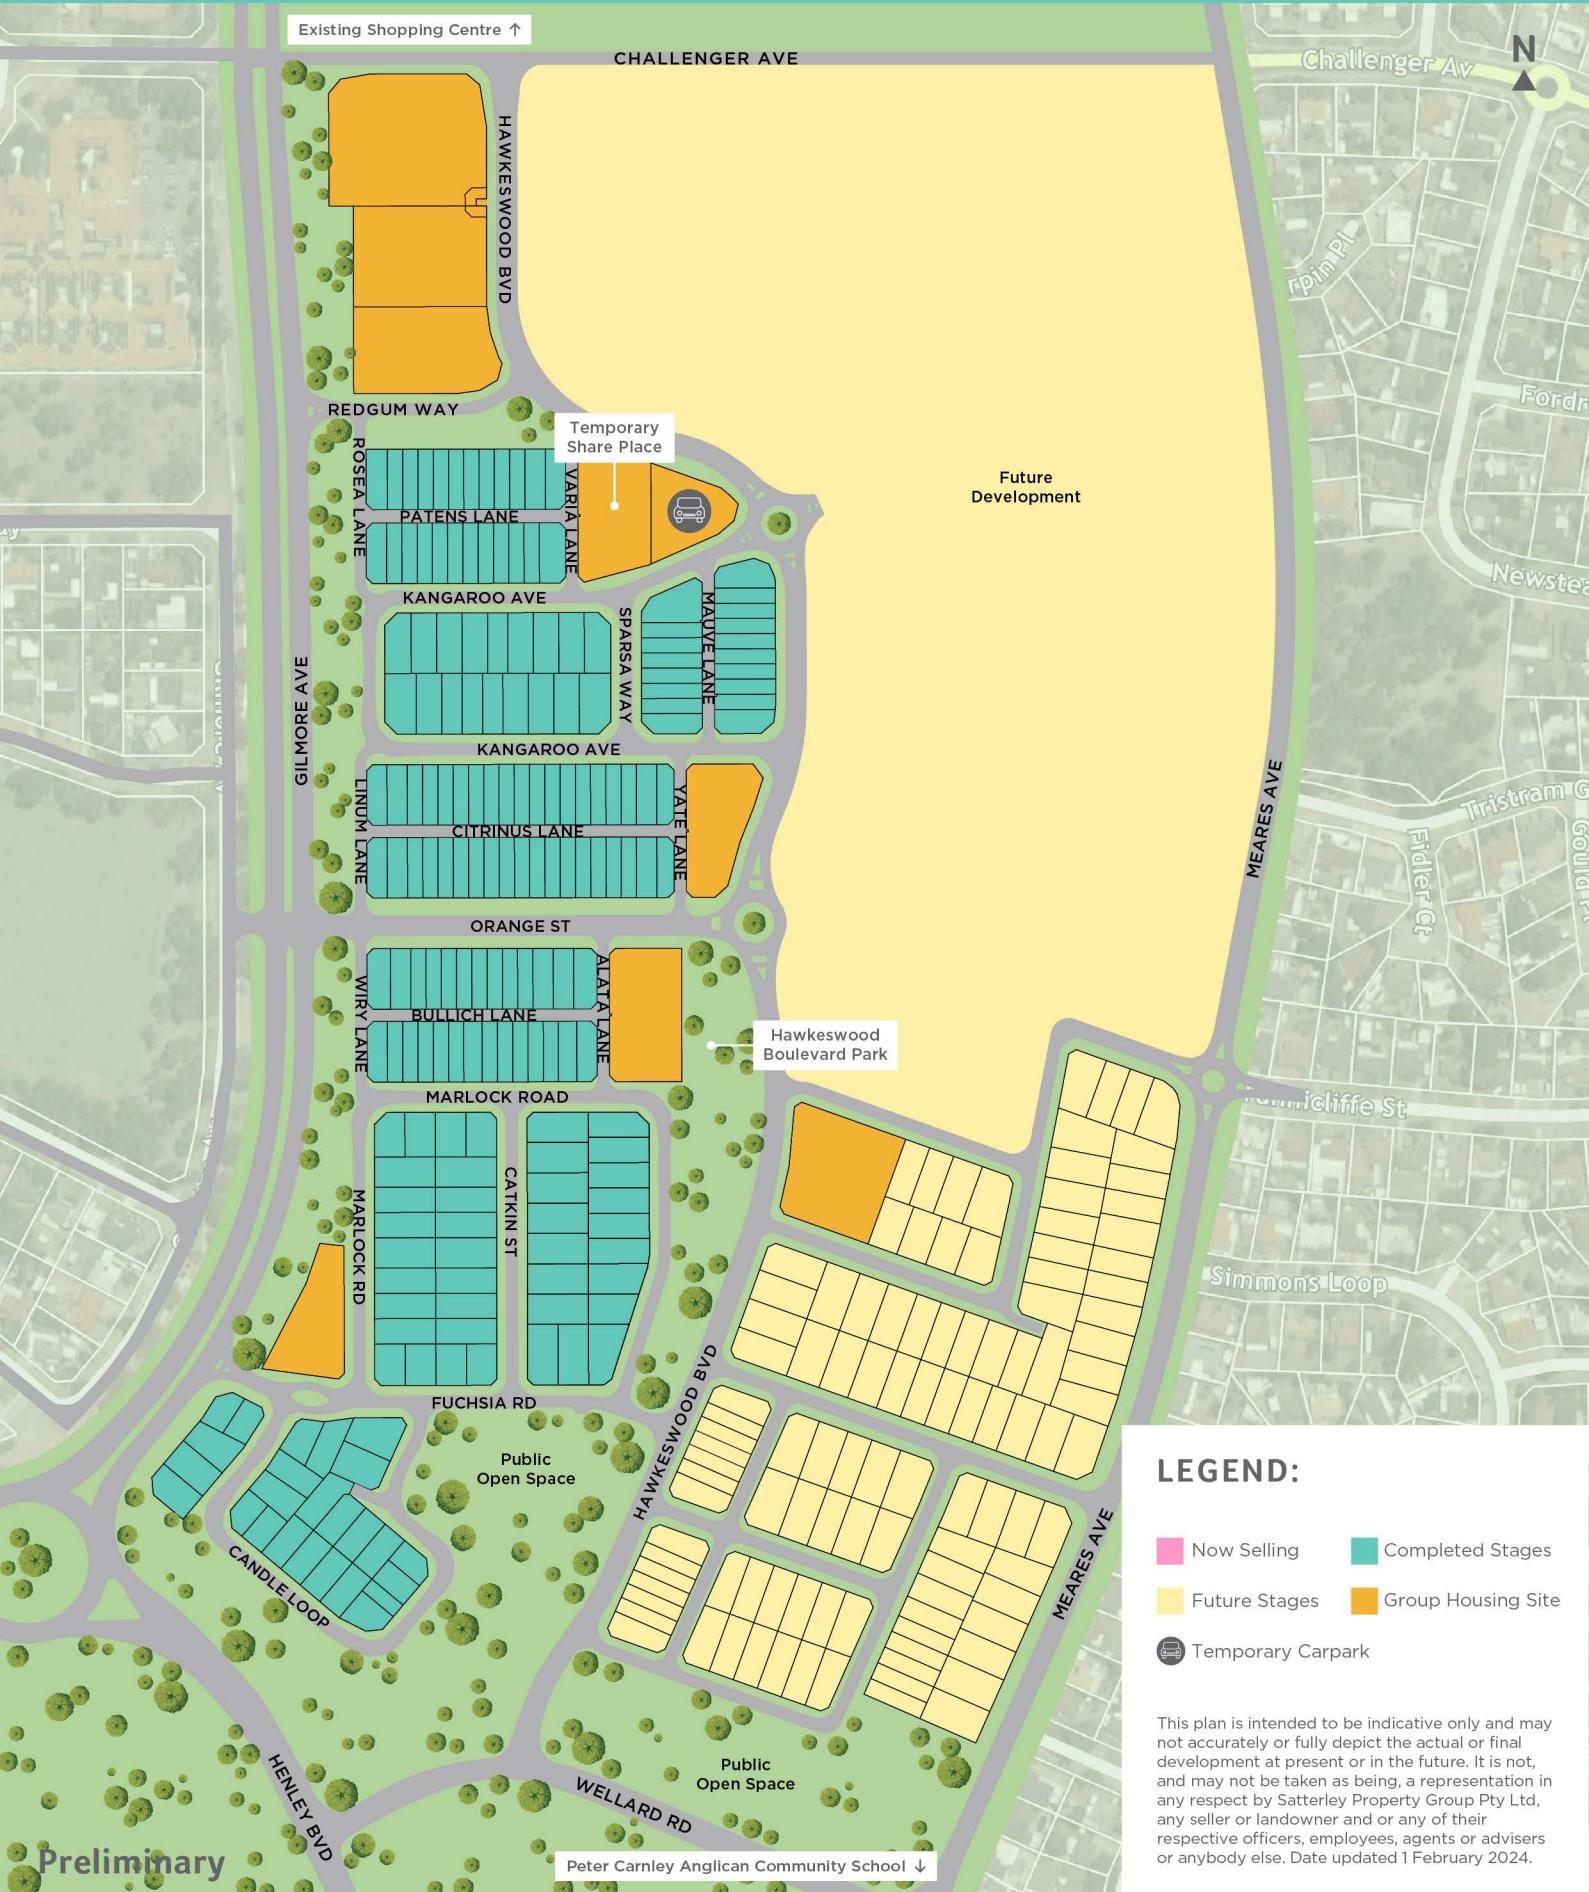 Existing Shopping Centre ↑
CHALLENGER AVE
Challenger Av
N
HAWKESWOOD BVD
REDGUM WAY
Temporary
Share Place
ROSEA LANE
VARIA LANE
PATENS LANE
Future
Development
KANGAROO AVE
SPARSA WAY
MAUVE LANE
GILMORE AVE
KANGAROO AVE
LINUM LANE
YATE LANE
CITRINUS LANE
MEARES AVE
Tristram G
Fidler Ct
ORANGE ST
WIRY LANE
ALATA LANE
BULLICH LANE
Hawkeswood
Boulevard Park
MARLOCK ROAD
MARLOCK RD
CATKIN ST
Simmons Loop
FUCHSIA RD
HAWKESWOOD BVD
Public
Open Space
CANDLE LOOP
MEARES AVE
HENLEY BVD
WELLARD RD
Public
Open Space
Preliminary
Peter Carnley Anglican Community School ↓
LEGEND:
Now Selling
Completed Stages
Future Stages
Group Housing Site
Temporary Carpark
This plan is intended to be indicative only and may
not accurately or fully depict the actual or final
development at present or in the future. It is not,
and may not be taken as being, a representation in
any respect by Satterley Property Group Pty Ltd,
any seller or landowner and or any of their
respective officers, employees, agents or advisers
or anybody else. Date updated 1 February 2024.